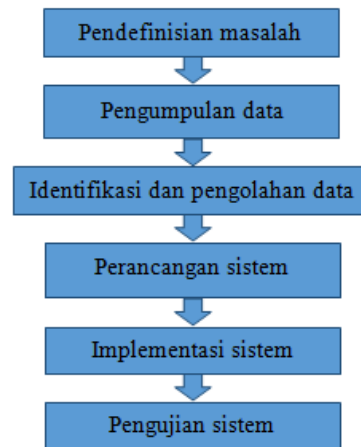 Pendefinisian masalah
Pengumpulan data
Identifikasi dan pengolahan data
Perancangan sistem
Implementasi sistem
Pengujian sistem